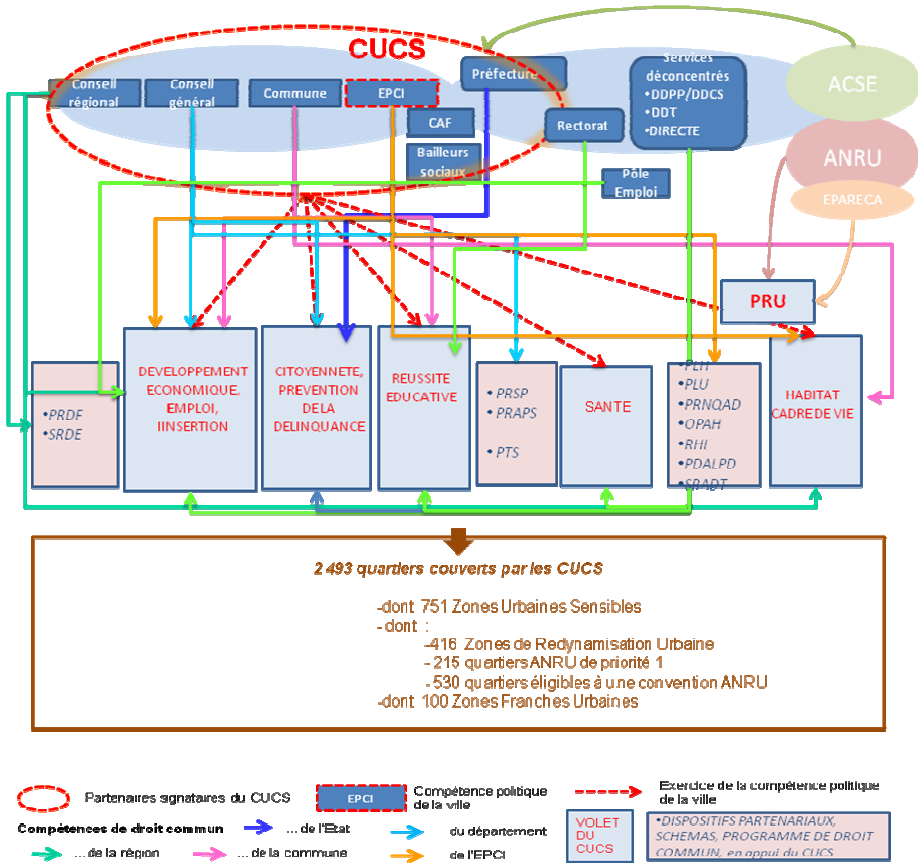 CUCS
Conseil
régional
Conseil
général
Commune
EPCI
CAF
Bailleurs
sociaux
Préfecture
Rectorat
Services
déconcentrés
•DDPP/DDCS
•DDT
•DIRECTE
Pôle
Emploi
ACSE
ANRU
EPARECA
PRU
•PRDF
•SRDE
DEVELOPPEMENT
ECONOMIQUE,
EMPLOI,
IINSERTION
CITOYENNETE,
PREVENTION
DE LA
DELINQUANCE
REUSSITE
EDUCATIVE
•PRSP
•PRAPS
•PTS
SANTE
•PLH
•PLU
•PRNQAD
•OPAH
•RHI
•PDALPD
•SRADT
HABITAT
CADRE DE VIE
2 493 quartiers couverts par les CUCS
-dont 751 Zones Urbaines Sensibles
- dont :
-416 Zones de Redynamisation Urbaine
- 215 quartiers ANRU de priorité 1
- 530 quartiers éligibles à une convention ANRU
-dont 100 Zones Franches Urbaines
Partenaires signataires du CUCS
EPCI
Compétence politique
de la ville
Exercice de la compétence politique
de la ville
Compétences de droit commun
... de l'Etat
du département
... de la région
... de la commune
de l'EPCI
VOLET
DU
CUCS
•DISPOSITIFS PARTENARIAUX,
SCHEMAS, PROGRAMME DE DROIT
COMMUN, en appui du CUCS